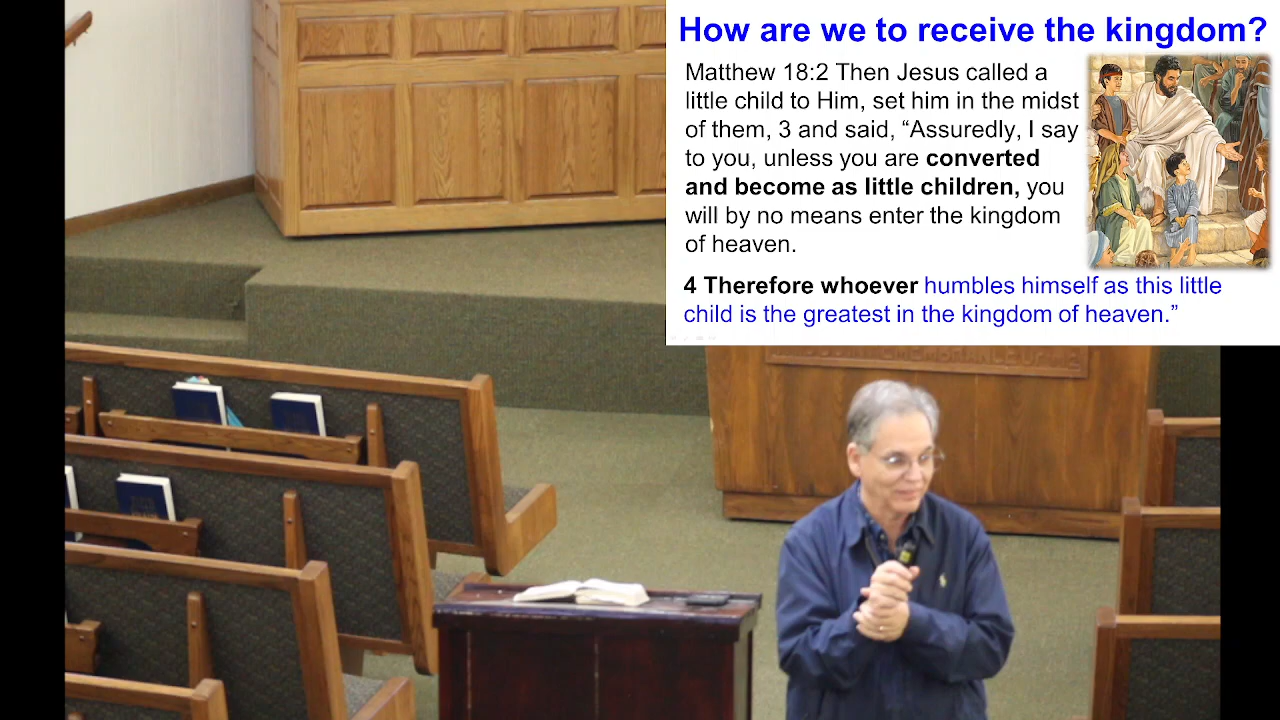 How are we to receive the kingdom?
Matthew 18:2 Then Jesus called a
little child to Him, set him in the midst
of them, 3 and said, “Assuredly, I say
to you, unless you are converted
and become as little children, you
will by no means enter the kingdom
of heaven.
4 Therefore whoever humbles himself as this little
child is the greatest in the kingdom of heaven.”